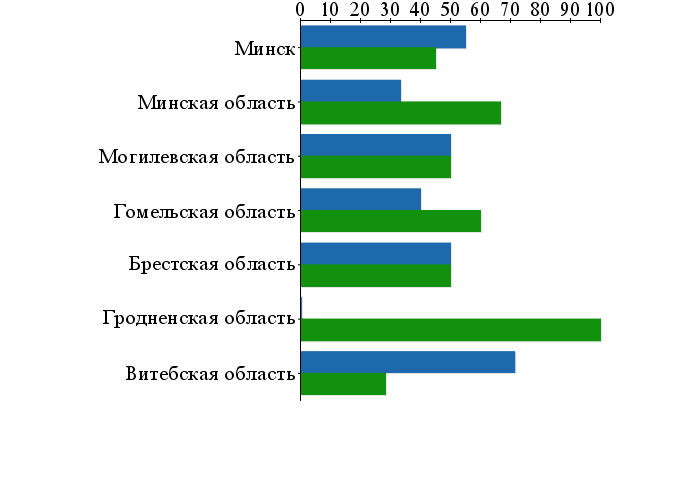 0 10 20 30 40 50 60 70 80 90 100
Минск
Минская область
Могилевская область
Гомельская область
Брестская область
Гродненская область
Витебская область